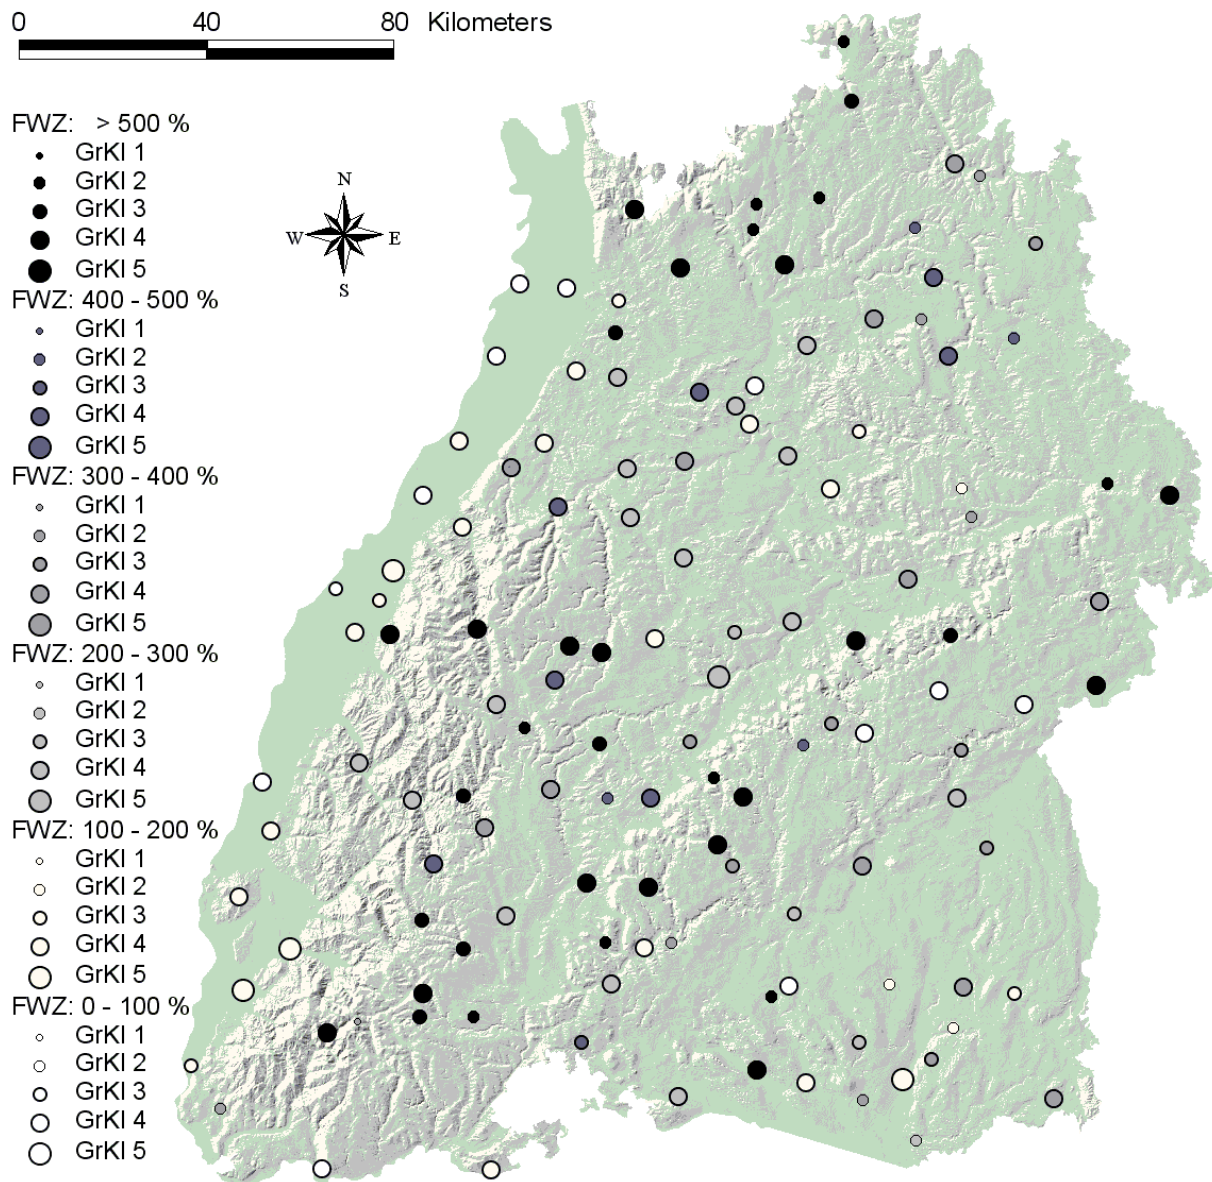 0 40 80 Kilometers
FWZ: > 500 %
GrKl 1
GrKl 2
GrKl 3
GrKl 4
GrKl 5
FWZ: 400 - 500 %
GrKl 1
GrKl 2
GrKl 3
GrKl 4
GrKl 5
FWZ: 300 - 400 %
GrKl 1
GrKl 2
GrKl 3
GrKl 4
GrKl 5
FWZ: 200 - 300 %
GrKl 1
GrKl 2
GrKl 3
GrKl 4
GrKl 5
FWZ: 100 - 200 %
GrKl 1
GrKl 2
GrKl 3
GrKl 4
GrKl 5
FWZ: 0 - 100 %
GrKl 1
GrKl 2
GrKl 3
GrKl 4
GrKl 5
N
W E
S